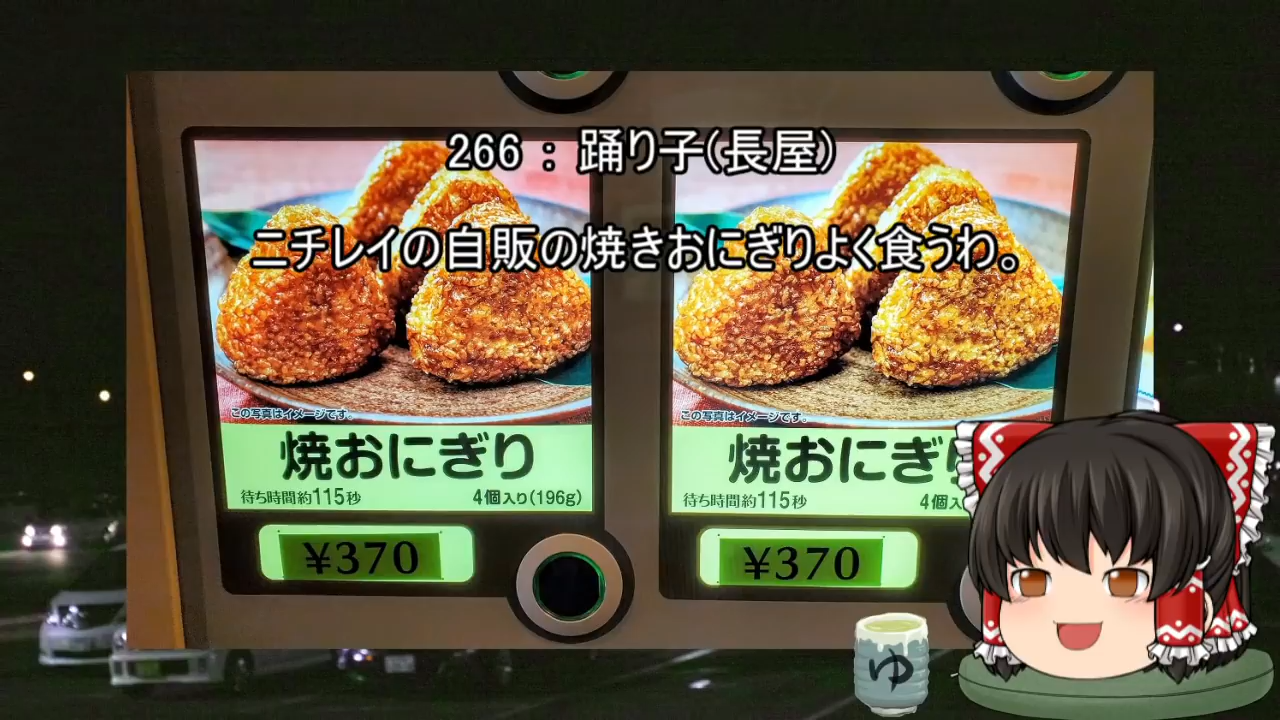 266 : 踊り子(長屋)
ニチレイの自販の焼きおにぎりよく食うわ。
この写真はイメージです。
この写真はイメージです。
焼おにぎり
焼おにぎり
待ち時間約115秒
4個入り(196g)
待ち時間約115秒
4個入
¥370
¥370
ゆ